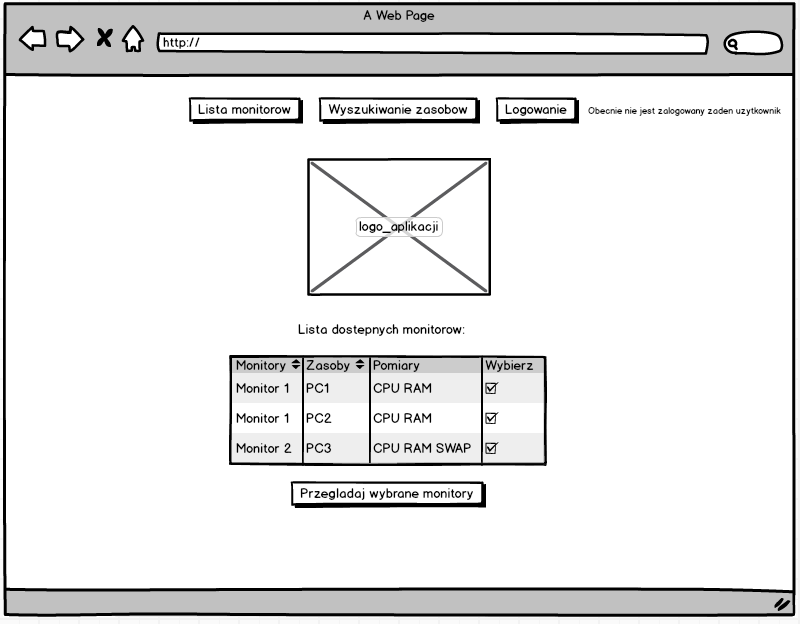 A Web Page
http://
Lista monitorow Wyszukiwanie zasobow Logowanie Obecnie nie jest zalogowany zaden uzytkownik
logo_aplikacji
Lista dostepnych monitorow:
Monitory Zasoby Pomiary Wybierz
Monitor 1 PC1 CPU RAM
Monitor 1 PC2 CPU RAM
Monitor 2 PC3 CPU RAM SWAP
Przegladaj wybrane monitory